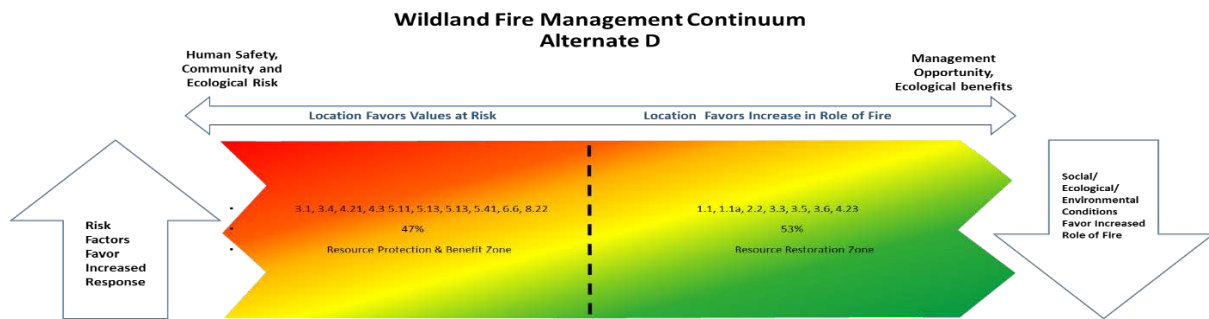 Wildland Fire Management Continuum
Alternate D
Human Safety,
Community and
Ecological Risk
Management
Opportunity,
Ecological benefits
Location Favors Values at Risk
Location Favors Increase in Role of Fire
Risk
Factors
Favor
Increased
Response
• 3.1, 3.4, 4.21, 4.3 5.11, 5.13, 5.13, 5.41, 6.6, 8.22
• 47%
• Resource Protection & Benefit Zone
1.1, 1.1a, 2.2, 3.3, 3.5, 3.6, 4.23
53%
Resource Restoration Zone
Social/
Ecological/
Environmental
Conditions
Favor Increased
Role of Fire